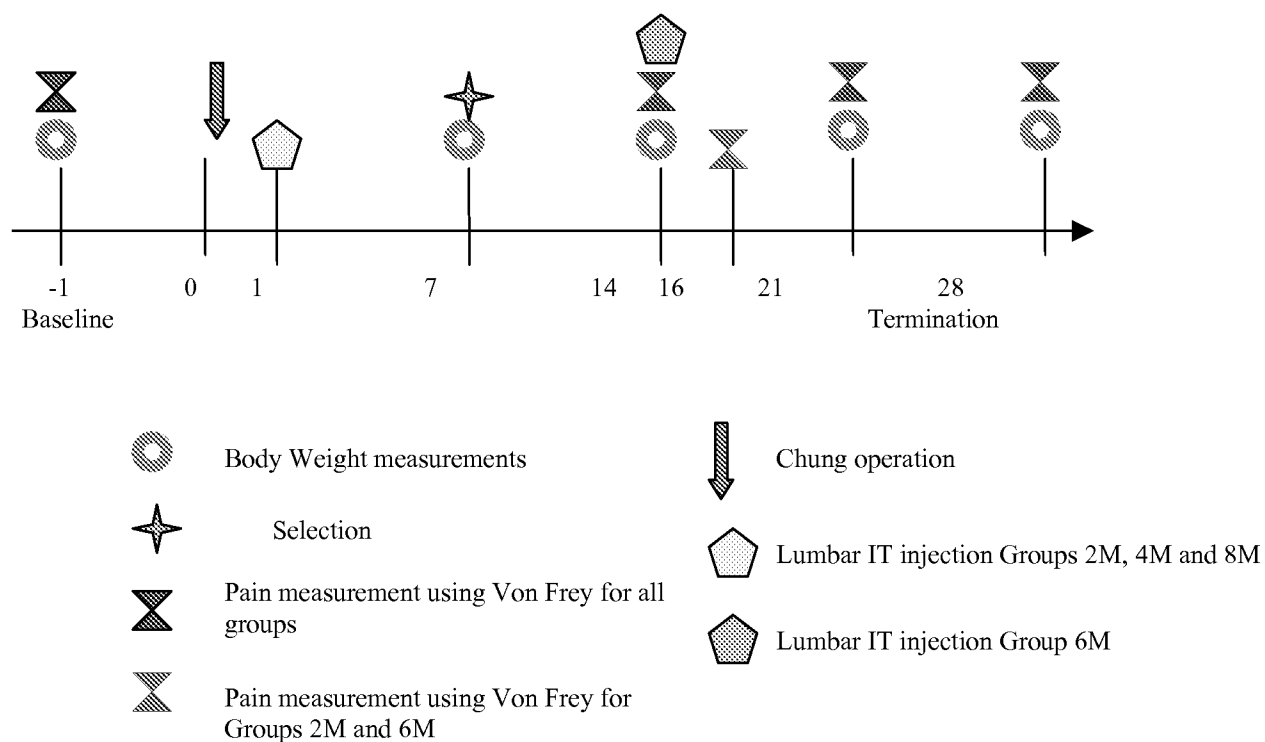 -1 0 1 7 14 16 21 28
Baseline Termination
Body Weight measurements
Selection
Pain measurement using Von Frey for all
groups
Pain measurement using Von Frey for
Groups 2M and 6M
Chung operation
Lumbar IT injection Groups 2M, 4M and 8M
Lumbar IT injection Group 6M